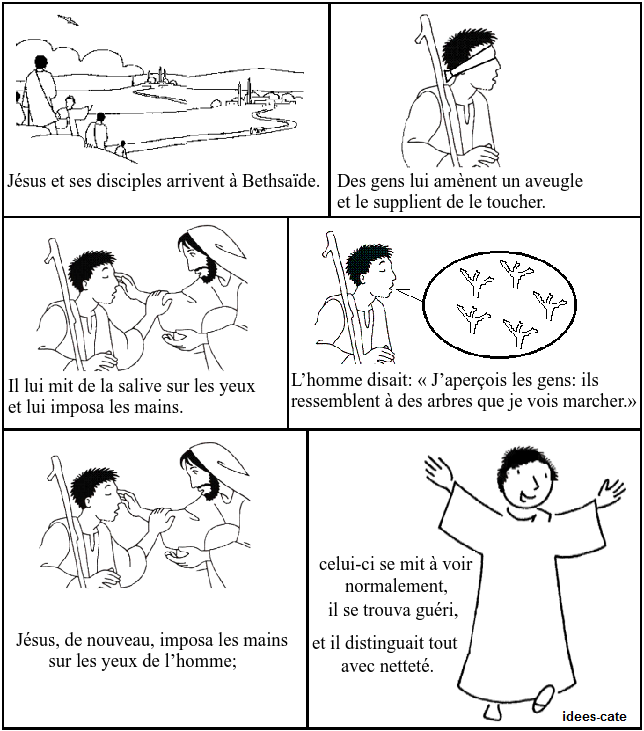 Jésus et ses disciples arrivent à Bethsaïde.
Des gens lui amènent un aveugle
et le supplient de le toucher.
Il lui mit de la salive sur les yeux
et lui imposa les mains.
L'homme disait: « J'aperçois les gens: ils
ressemblent à des arbres que je vois marcher.»
Jésus, de nouveau, imposa les mains
sur les yeux de l'homme;
celui-ci se mit à voir
normalement,
il se trouva guéri,
et il distinguait tout
avec netteté.
idees-cate